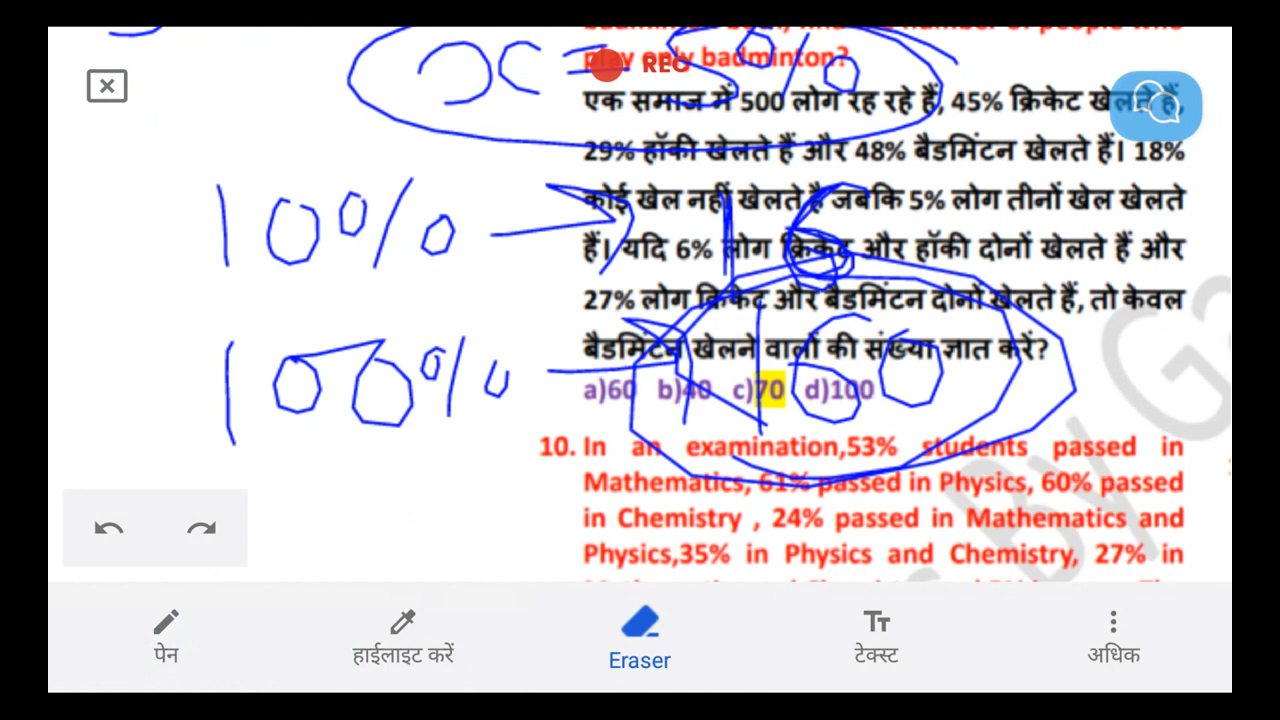 play only badminton?
REC
एक समाज में 500 लोग रह रहे हैं, 45% क्रिकेट खेलते हैं,
29% हॉकी खेलते हैं और 48% बैडमिंटन खेलते हैं। 18%
कोई खेल नहीं खेलते है जबकि 5% लोग तीनों खेल खेलते
हैं। यदि 6% लोग क्रिकेट और हॉकी दोनों खेलते हैं और
27% लोग क्रिकेट और बैडमिंटन दोनों खेलते हैं, तो केवल
बैडमिंटन खेलने वालों की संख्या ज्ञात करें?
a)60 b)40 c)70 d)100
10% → 16
100% → 160
10. In an examination,53% students passed in
Mathematics, 61% passed in Physics, 60% passed
in Chemistry , 24% passed in Mathematics and
Physics,35% in Physics and Chemistry, 27% in
पेन
हाईलाइट करें
Eraser
टेक्स्ट
अधिक